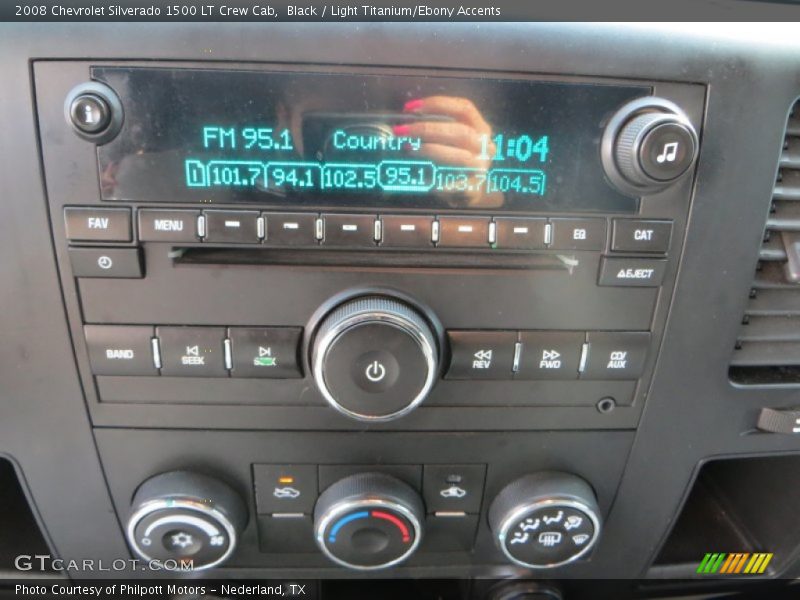 2008 Chevrolet Silverado 1500 LT Crew Cab, Black / Light Titanium/Ebony Accents
FM 95.1 Country 11:04
1 101.7 94.1 102.5 95.1 103.7 104.5
FAV MENU EQ CAT
EJECT
BAND SEEK REV FWD CD/AUX
GTCARLOT.COM
Photo Courtesy of Philpott Motors - Nederland, TX